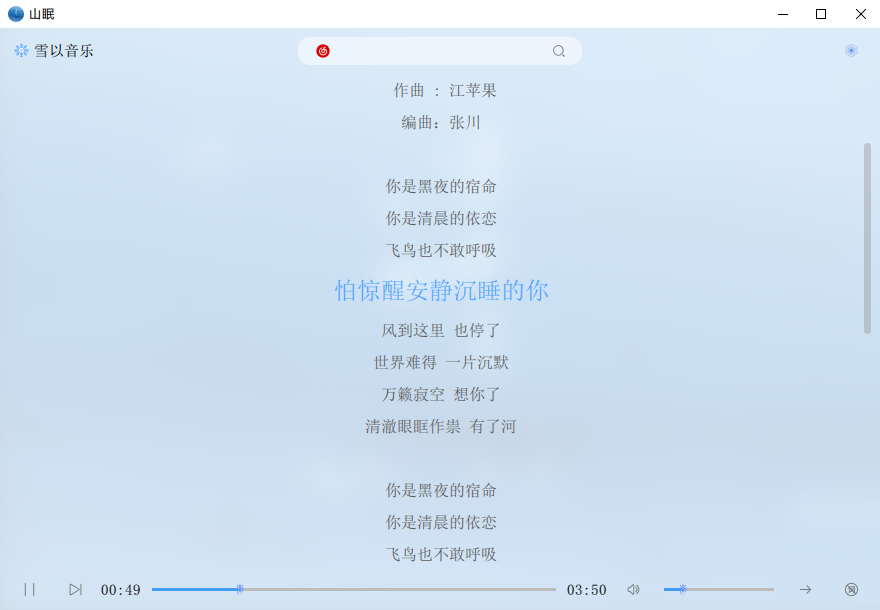 山眠
雪以音乐
作曲 : 江苹果
编曲: 张川
你是黑夜的宿命
你是清晨的依恋
飞鸟也不敢呼吸
怕惊醒安静沉睡的你
风到这里 也停了
世界难得 一片沉默
万籁寂空 想你了
清澈眼眶作祟 有了河
你是黑夜的宿命
你是清晨的依恋
飞鸟也不敢呼吸
00:49 03:50